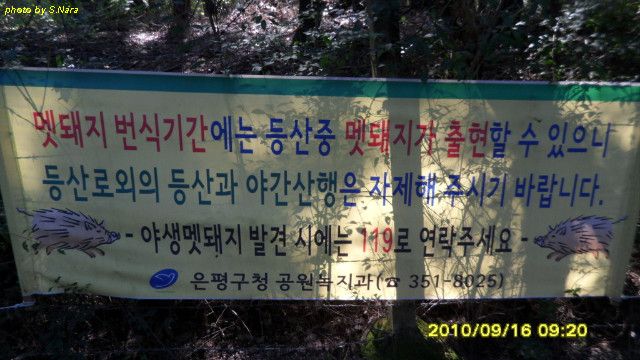 photo by S.Nara
멧돼지 번식기간에는 등산중 멧돼지가 출현할 수 있으니
등산로외의 등산과 야간산행은 자제해 주시기 바랍니다.
- 야생멧돼지 발견 시에는 119로 연락주세요 -
은평구청 공원녹지과(☎ 351-8025)
2010/09/16 09:20